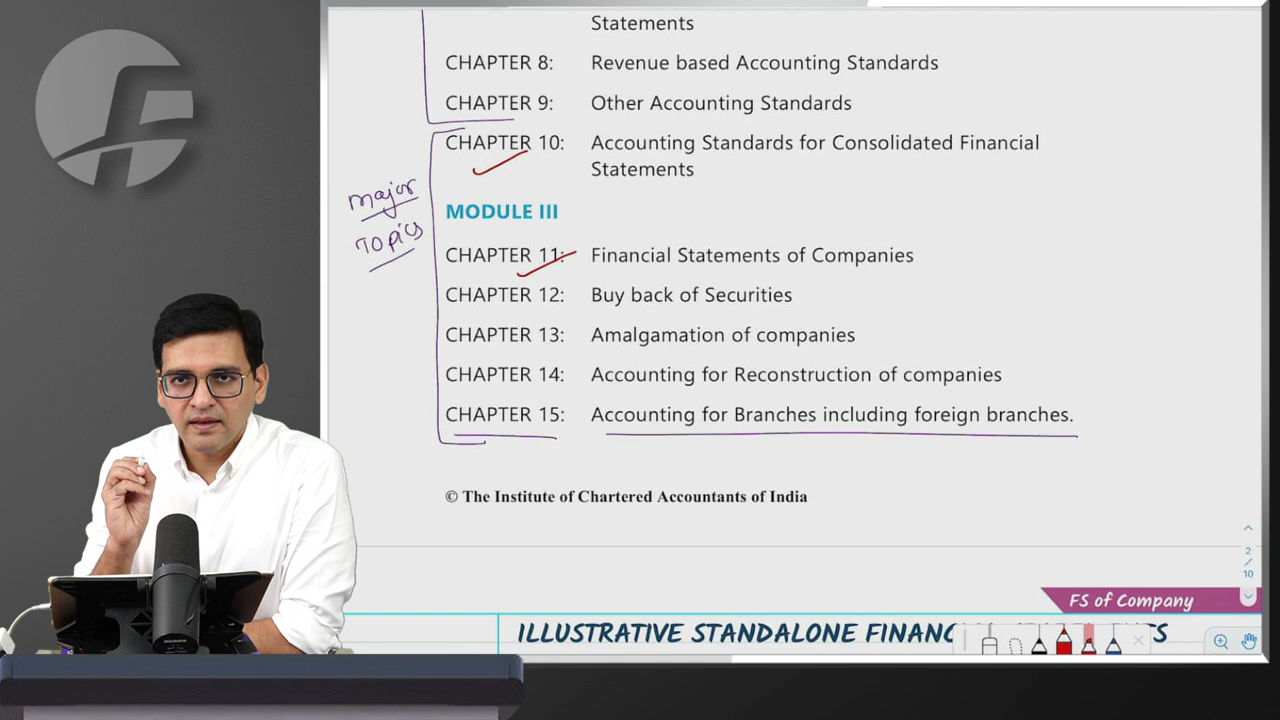 Statements
CHAPTER 8: Revenue based Accounting Standards
CHAPTER 9: Other Accounting Standards
CHAPTER 10: Accounting Standards for Consolidated Financial
Statements
major
Topics
MODULE III
CHAPTER 11: Financial Statements of Companies
CHAPTER 12: Buy back of Securities
CHAPTER 13: Amalgamation of companies
CHAPTER 14: Accounting for Reconstruction of companies
CHAPTER 15: Accounting for Branches including foreign branches.
© The Institute of Chartered Accountants of India
2
/
10
FS of Company
ILLUSTRATIVE STANDALONE